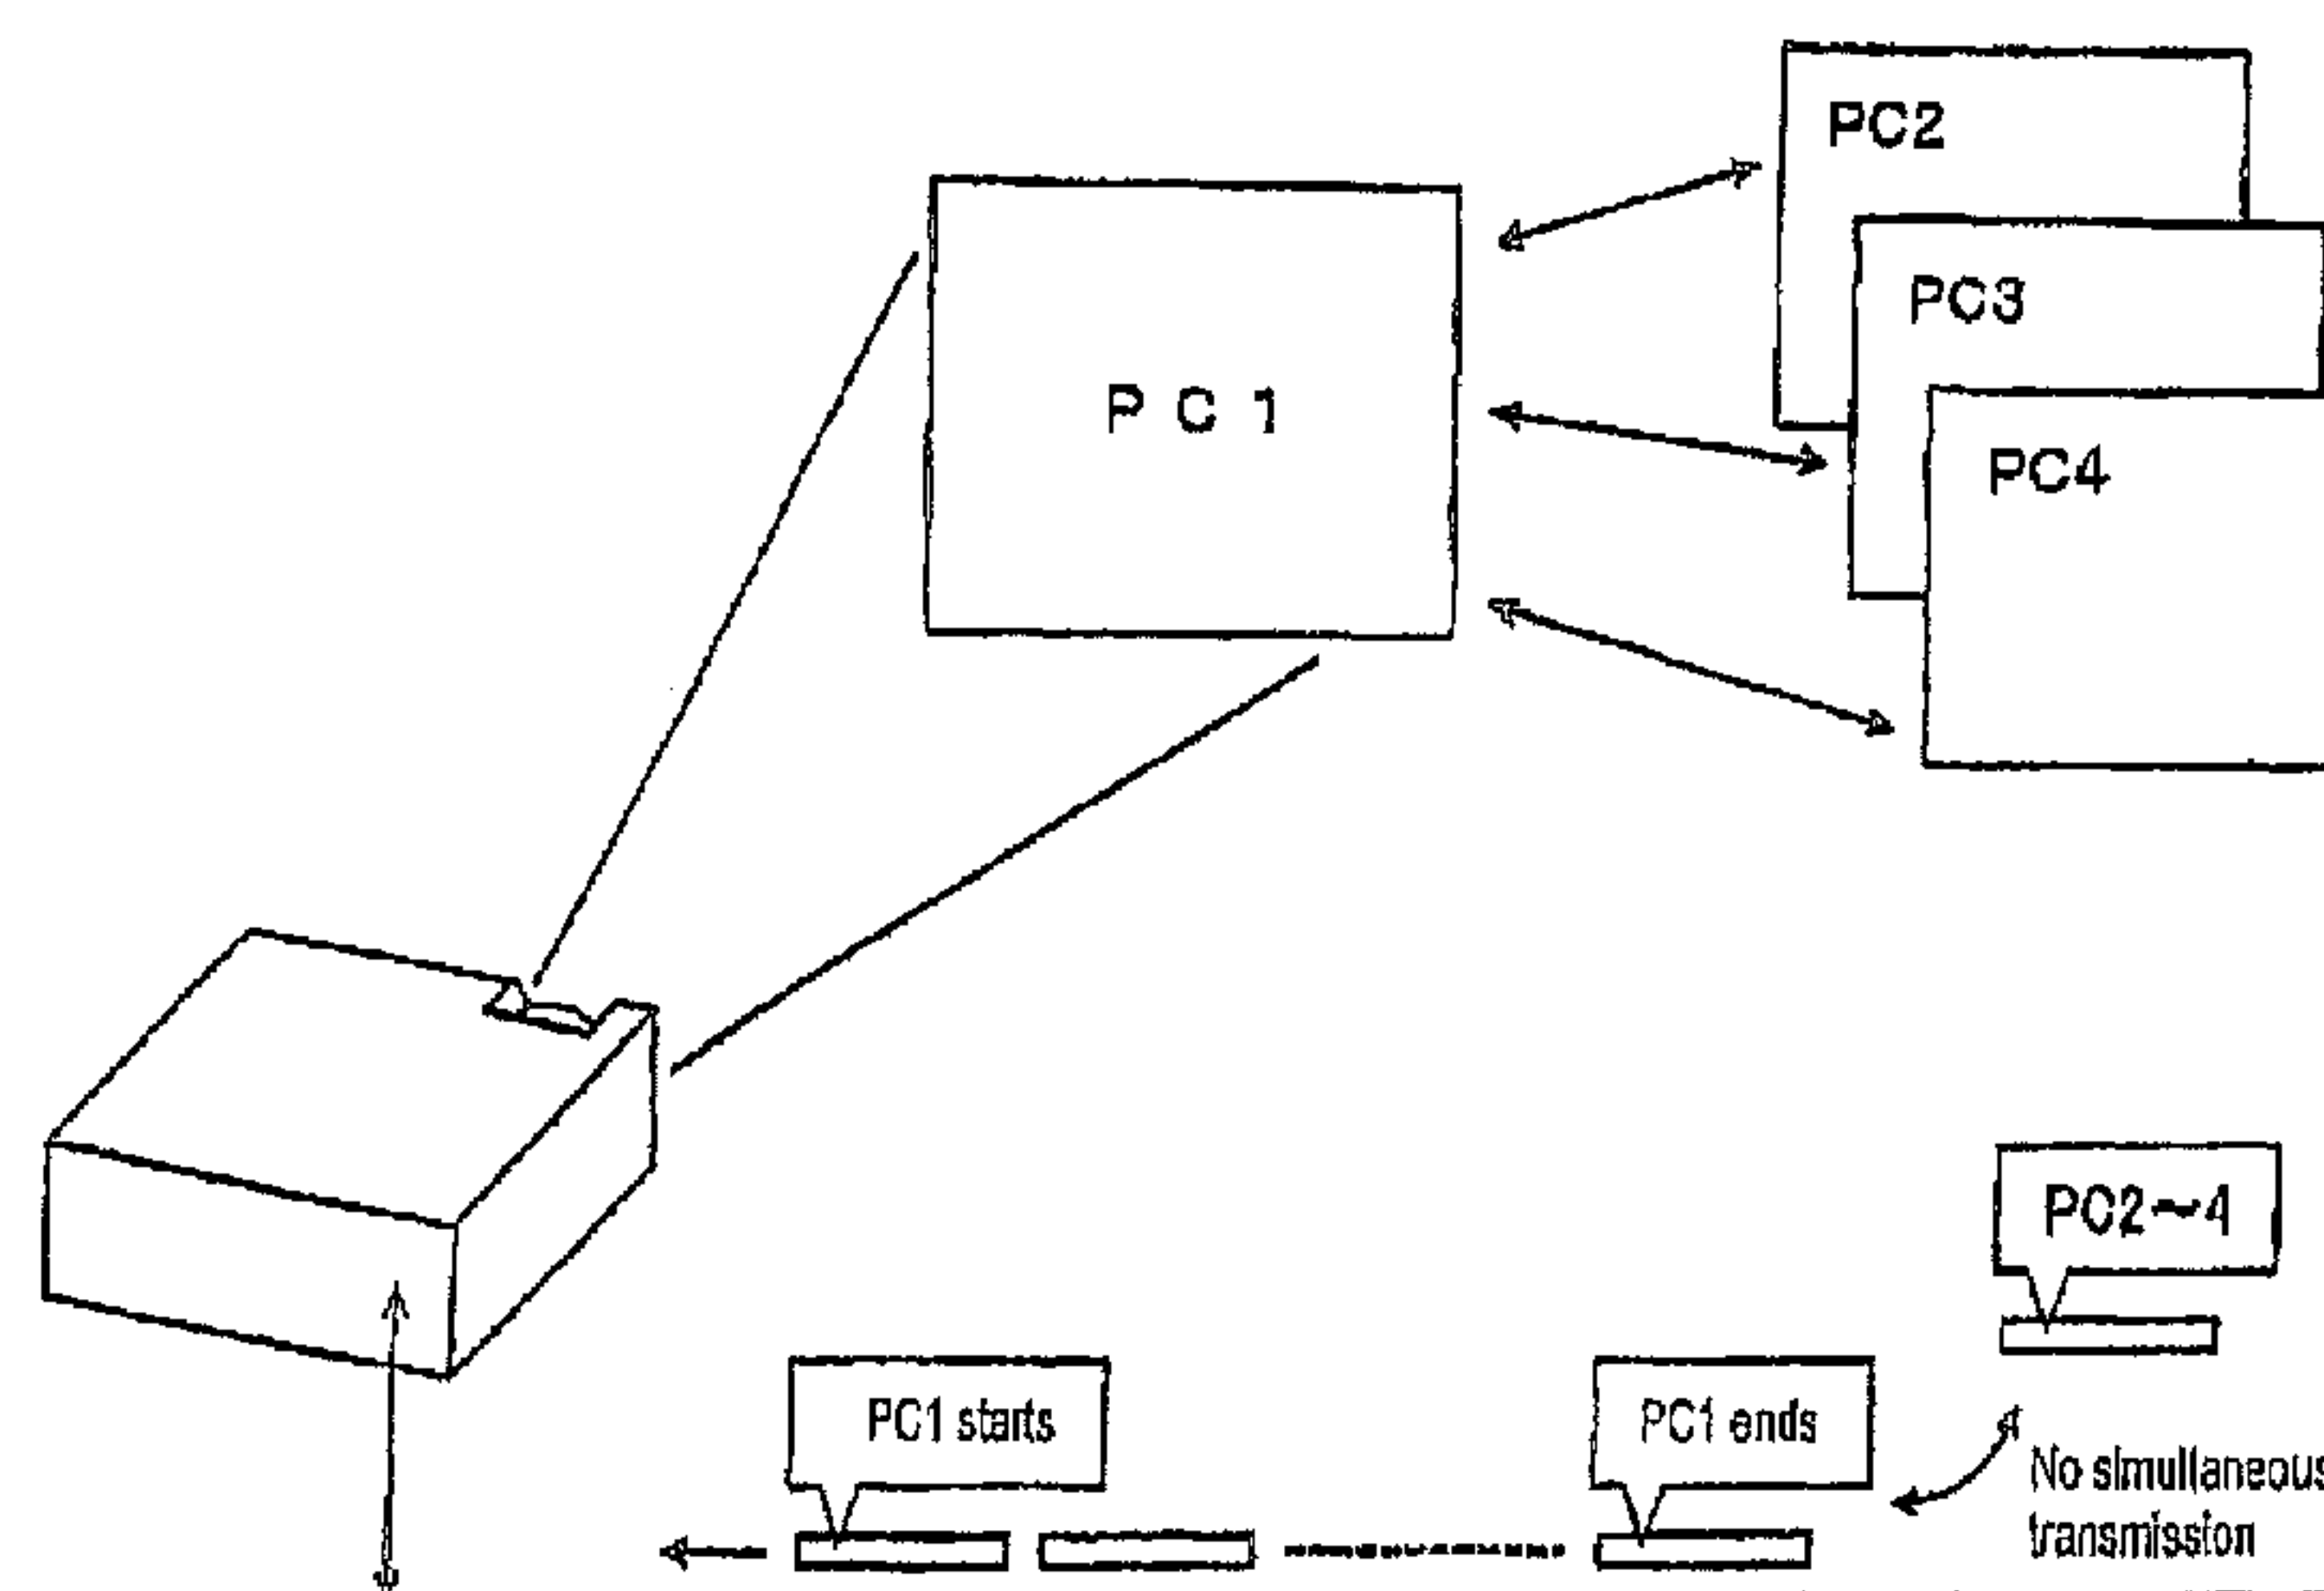 PC2
PC3
PC1
PC4
PC2~4
PC1 starts
PC1 ends
No simultaneous
transmission